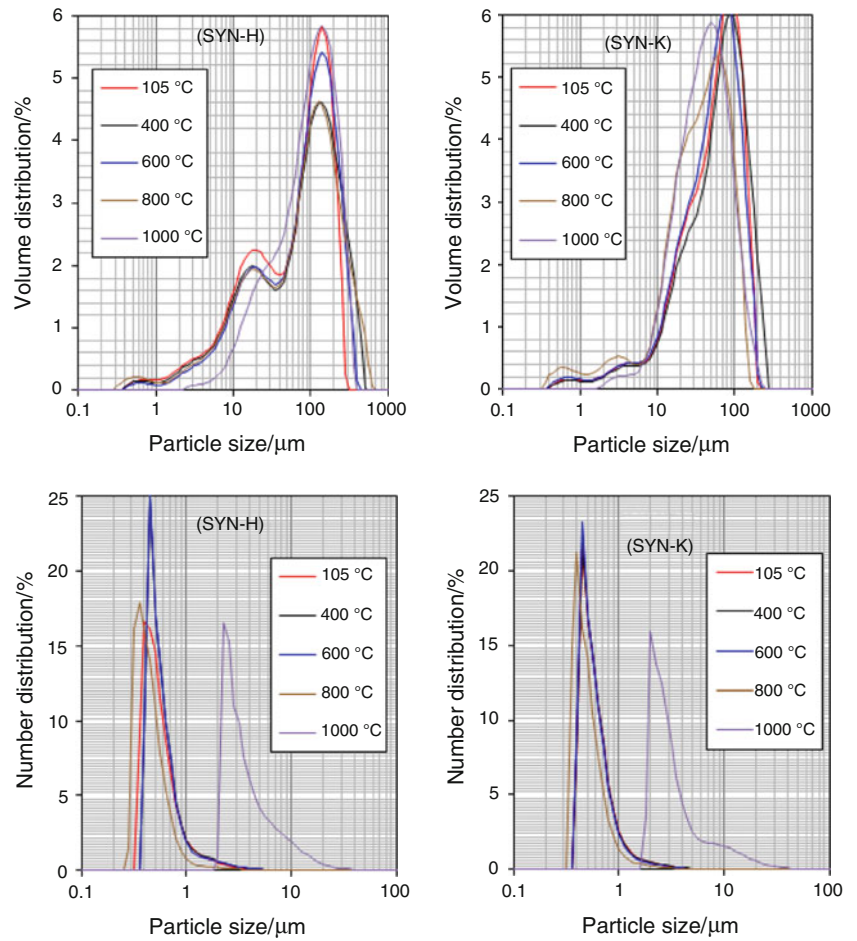 (SYN-H)
Volume distribution/%
6
5
4
3
2
1
0
105 °C
400 °C
600 °C
800 °C
1000 °C
0.1 1 10 100 1000
Particle size/μm
(SYN-K)
Volume distribution/%
6
5
4
3
2
1
0
105 °C
400 °C
600 °C
800 °C
1000 °C
0.1 1 10 100 1000
Particle size/μm
(SYN-H)
Number distribution/%
25
20
15
10
5
0
105 °C
400 °C
600 °C
800 °C
1000 °C
0.1 1 10 100
Particle size/μm
(SYN-K)
Number distribution/%
25
20
15
10
5
0
105 °C
400 °C
600 °C
800 °C
1000 °C
0.1 1 10 100
Particle size/μm